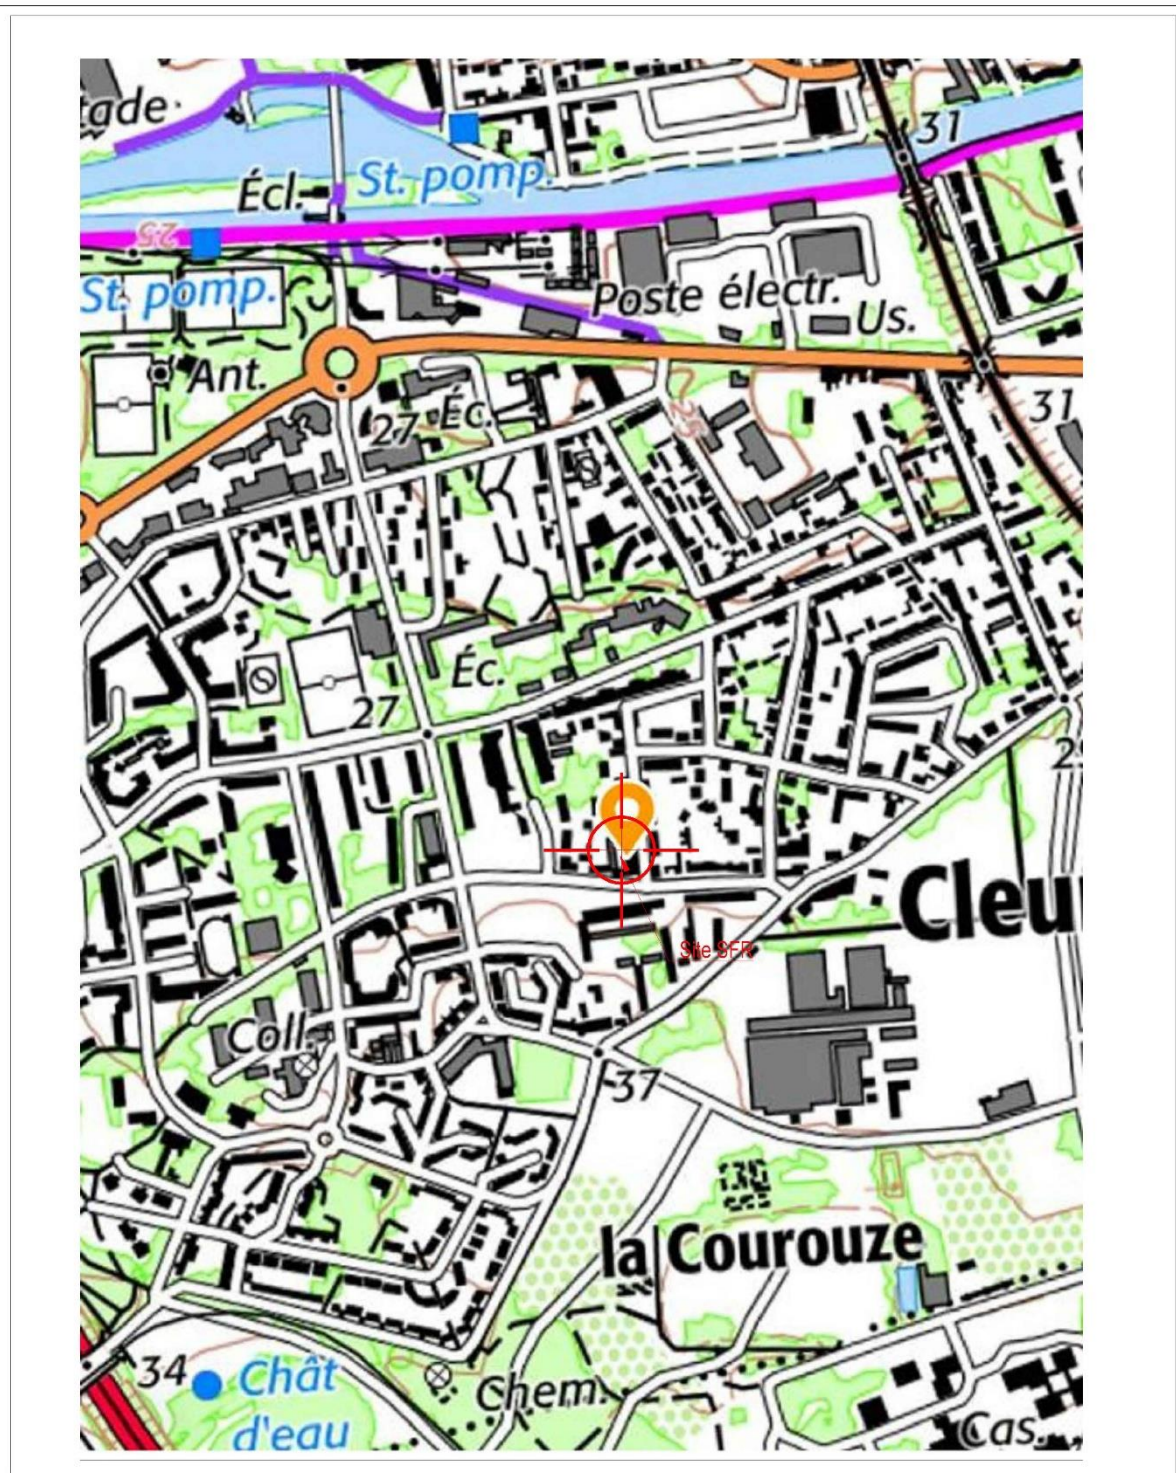 tade
31
Écl.
St. pomp.
25
St. pomp.
Poste électr.
Us.
Ant.
27
Éc.
25
31
Éc.
27
2
Cleu
Site SFR
Coll.
37
la Courouze
34
Chât
d'eau
Chem.
Cas.